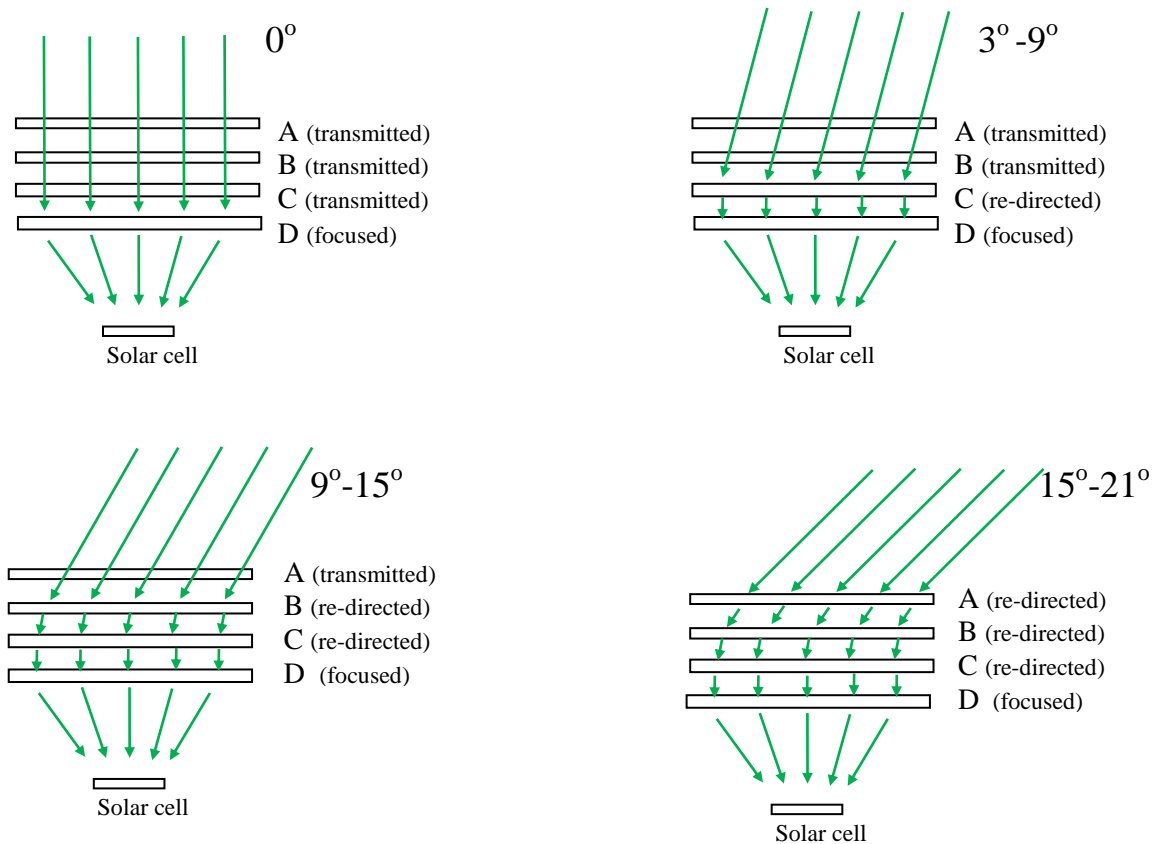 0°
A (transmitted)
B (transmitted)
C (transmitted)
D (focused)
Solar cell
3° -9°
A (transmitted)
B (transmitted)
C (re-directed)
D (focused)
Solar cell
9°-15°
A (transmitted)
B (re-directed)
C (re-directed)
D (focused)
Solar cell
15°-21°
A (re-directed)
B (re-directed)
C (re-directed)
D (focused)
Solar cell